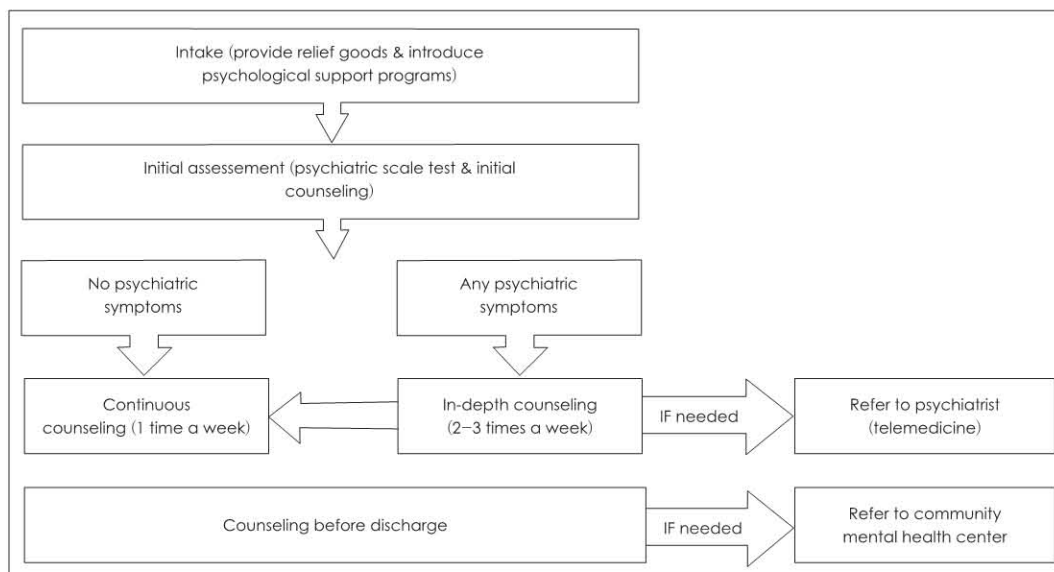 Intake (provide relief goods & introduce
psychological support programs)
Initial assessement (psychiatric scale test & initial
counseling)
No psychiatric
symptoms
Any psychiatric
symptoms
Continuous
counseling (1 time a week)
In-depth counseling
(2−3 times a week)
IF needed
Refer to psychiatrist
(telemedicine)
Counseling before discharge
IF needed
Refer to community
mental health center